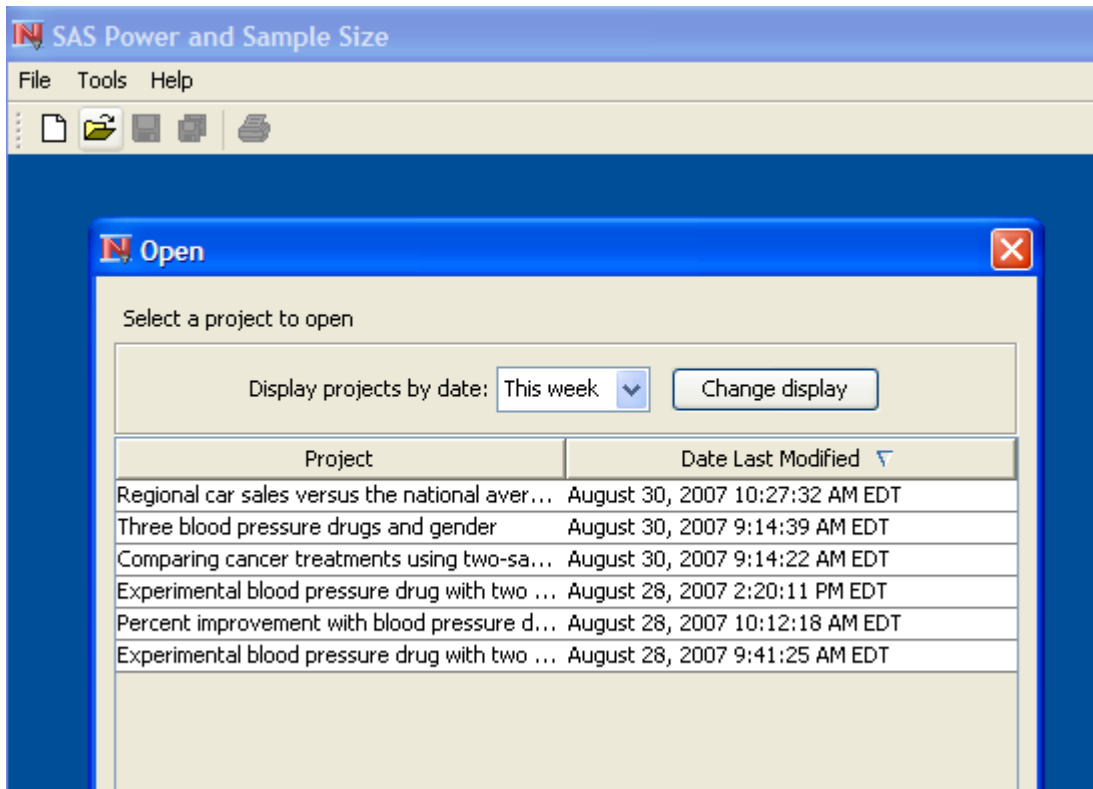 SAS Power and Sample Size
File Tools Help
Open
Select a project to open
Display projects by date: This week Change display
Project Date Last Modified
Regional car sales versus the national aver... August 30, 2007 10:27:32 AM EDT
Three blood pressure drugs and gender August 30, 2007 9:14:39 AM EDT
Comparing cancer treatments using two-sa... August 30, 2007 9:14:22 AM EDT
Experimental blood pressure drug with two ... August 28, 2007 2:20:11 PM EDT
Percent improvement with blood pressure d... August 28, 2007 10:12:18 AM EDT
Experimental blood pressure drug with two ... August 28, 2007 9:41:25 AM EDT